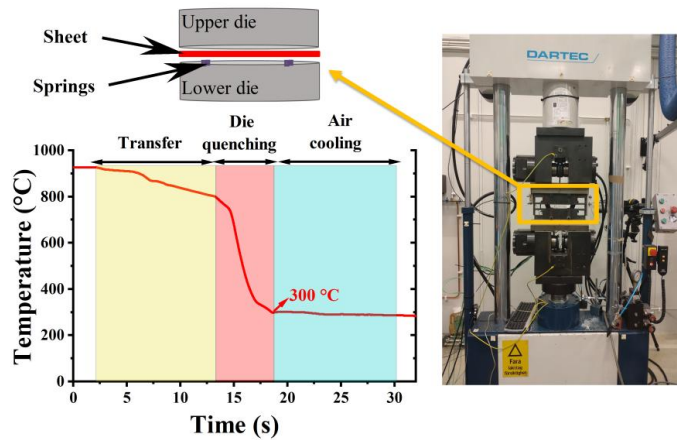 Upper die
Sheet
Springs
Lower die
DARTEC
Transfer
Die
quenching
Air
cooling
Temperature (°C)
1000
800
600
400
200
0
300 °C
0 5 10 15 20 25 30
Time (s)
Fara